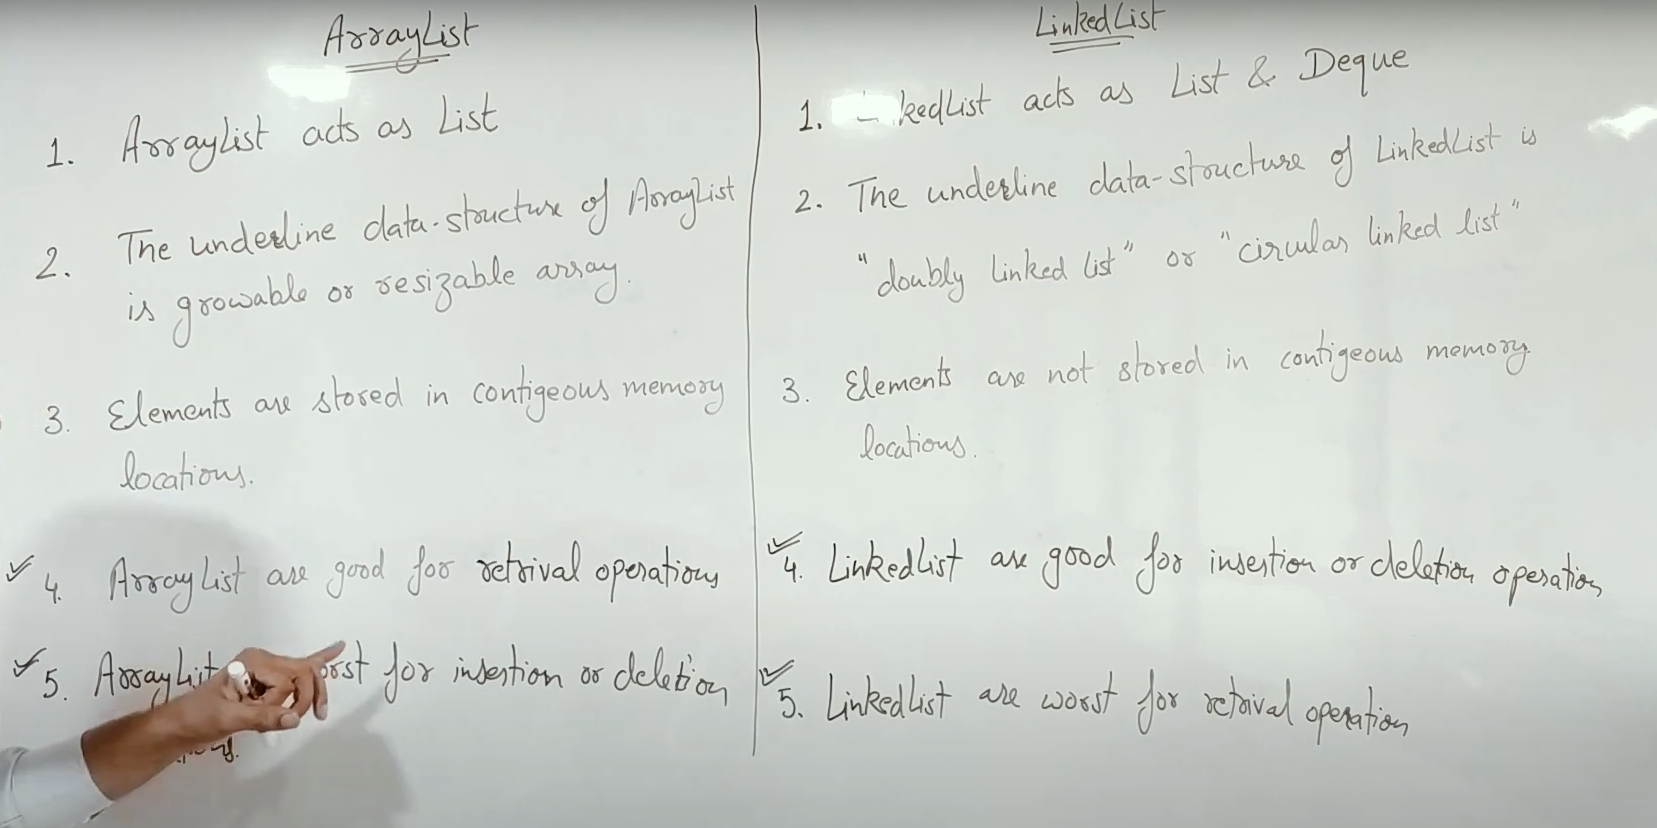 ArrayList
1. ArrayList acts as List
2. The underline data-structure of ArrayList
is growable or resizable array.
3. Elements are stored in contigeous memory
locations.
4. ArrayList are good for retrival operations
5. ArrayList for insertion or deletion
LinkedList
1. acts as List & Deque
2. The underline data-structure of LinkedList is
"doubly linked list" or "circular linked list"
3. Elements are not stored in contigeous memory
locations.
4. LinkedList are good for insertion or deletion operation
5. LinkedList are worst for retrival operation